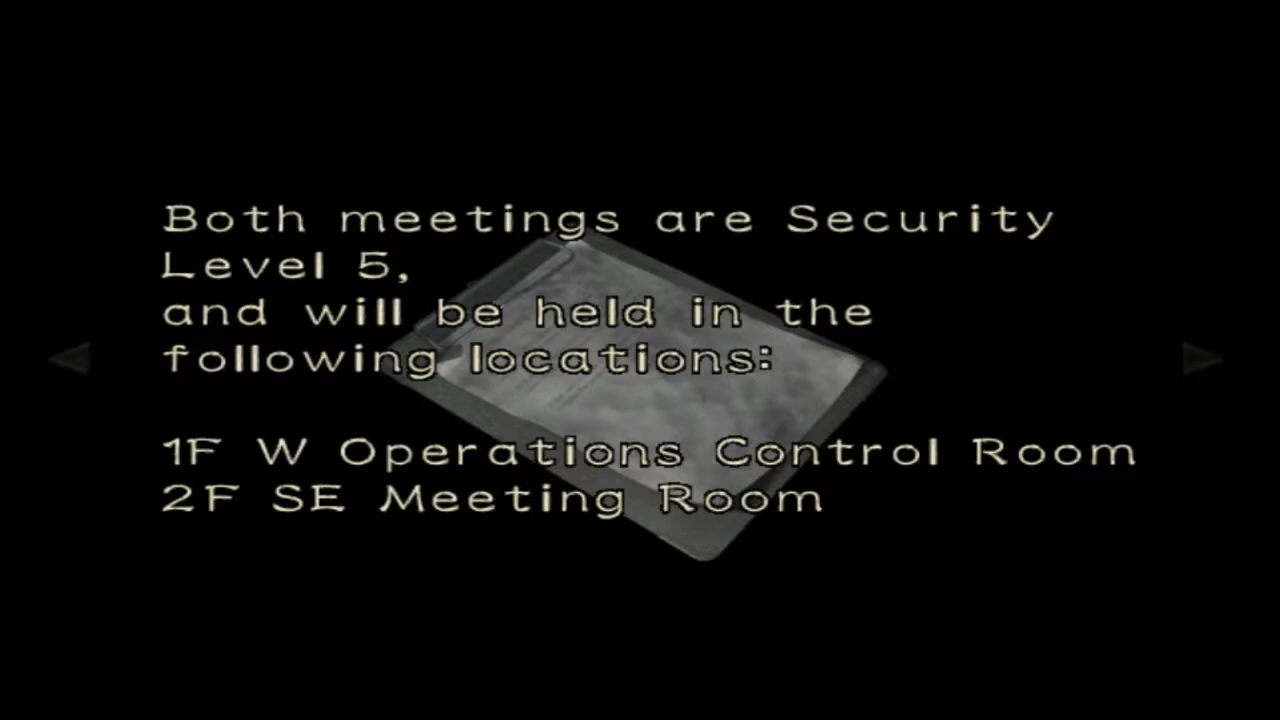 Both meetings are Security
Level 5,
and will be held in the
following locations:
1F W Operations Control Room
2F SE Meeting Room